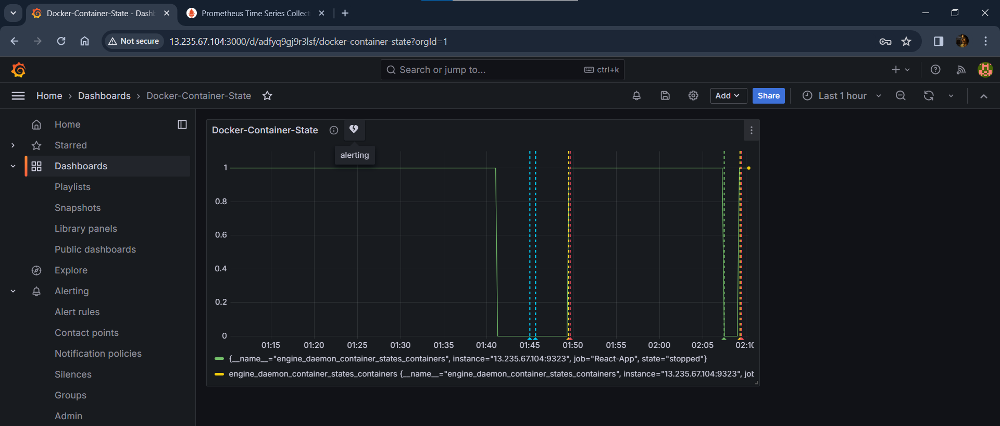 Docker-Container-State - Dashb
Prometheus Time Series Collect
Not secure
13.235.67.104:3000/d/adfyq9gj9r3lsf/docker-container-state?orgId=1
Search or jump to...
ctrl+k
Home
Dashboards
Docker-Container-State
Add
Share
Last 1 hour
Home
Starred
Dashboards
Playlists
Snapshots
Library panels
Public dashboards
Explore
Alerting
Alert rules
Contact points
Notification policies
Silences
Groups
Admin
Docker-Container-State
alerting
1
0.8
0.6
0.4
0.2
0
01:15 01:20 01:25 01:30 01:35 01:40 01:45 01:50 01:55 02:00 02:05 02:10
{__name__="engine_daemon_container_states_containers", instance="13.235.67.104:9323", job="React-App", state="stopped"}
engine_daemon_container_states_containers {__name__="engine_daemon_container_states_containers", instance="13.235.67.104:9323", job